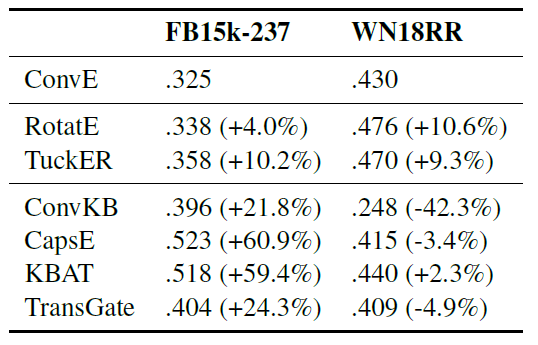 FB15k-237 WN18RR
ConvE .325 .430
RotatE .338 (+4.0%) .476 (+10.6%)
TuckER .358 (+10.2%) .470 (+9.3%)
ConvKB .396 (+21.8%) .248 (-42.3%)
CapsE .523 (+60.9%) .415 (-3.4%)
KBAT .518 (+59.4%) .440 (+2.3%)
TransGate .404 (+24.3%) .409 (-4.9%)